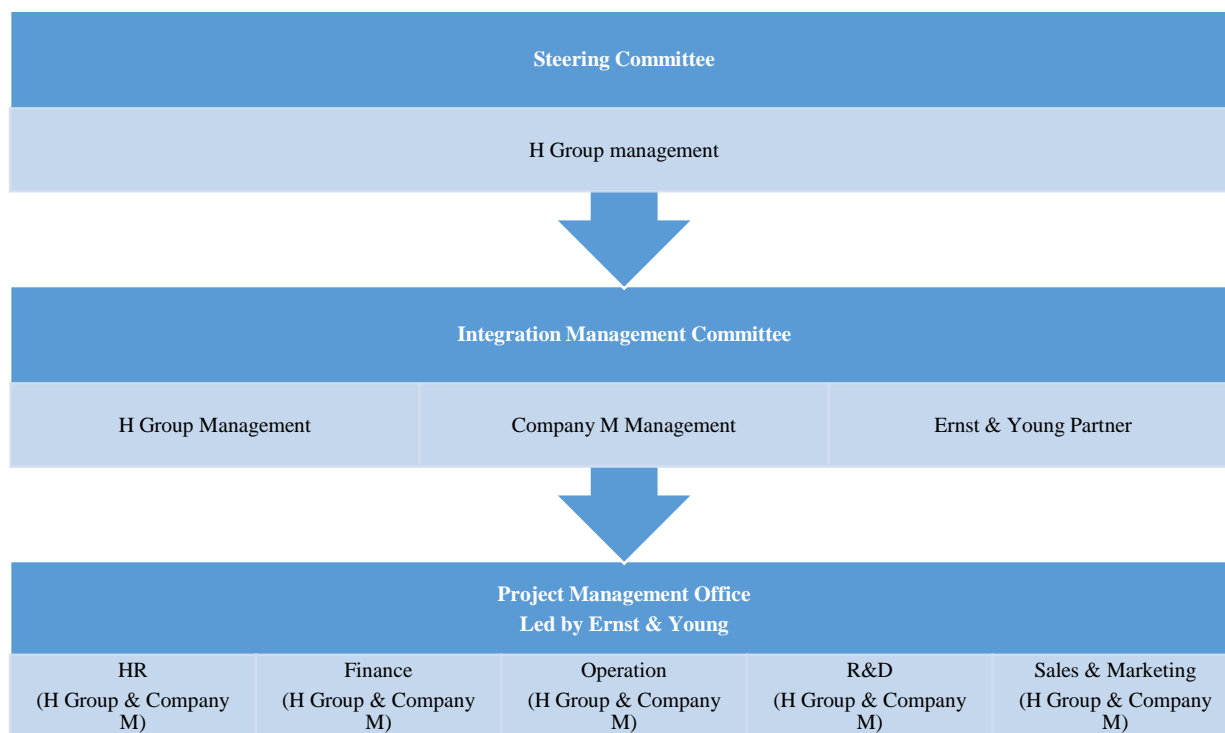 Steering Committee
H Group management
Integration Management Committee
H Group Management
Company M Management
Ernst & Young Partner
Project Management Office
Led by Ernst & Young
HR
(H Group & Company
M)
Finance
(H Group & Company
M)
Operation
(H Group & Company
M)
R&D
(H Group & Company
M)
Sales & Marketing
(H Group & Company
M)